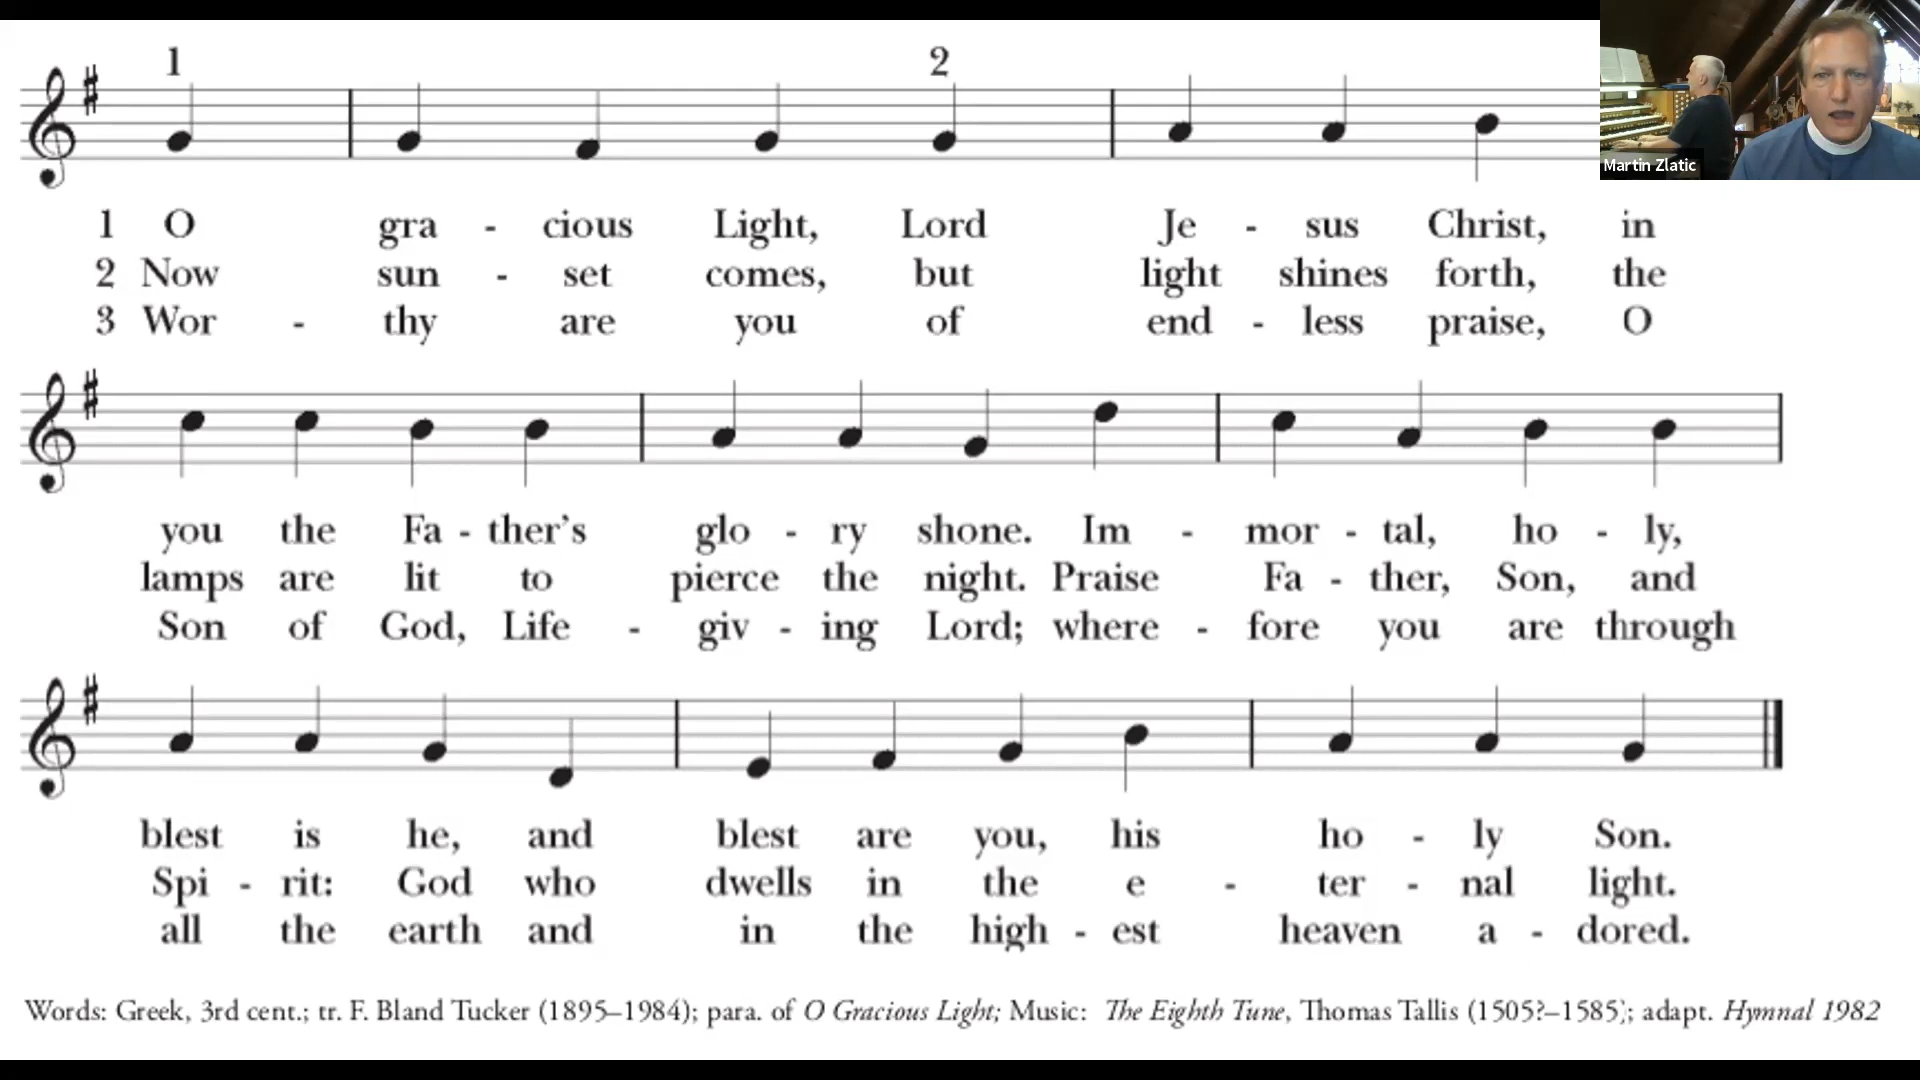 1 2
Martin Zlatic
1 O gra - cious Light, Lord Je - sus Christ, in
2 Now sun - set comes, but light shines forth, the
3 Wor - thy are you of end - less praise, O
you the Fa - ther's glo - ry shone. Im - mor - tal, ho - ly,
lamps are lit to pierce the night. Praise Fa - ther, Son, and
Son of God, Life - giv - ing Lord; where - fore you are through
blest is he, and blest are you, his ho - ly Son.
Spi - rit: God who dwells in the e - ter - nal light.
all the earth and in the high - est heaven a - dored.
Words: Greek, 3rd cent.; tr. F. Bland Tucker (1895–1984); para. of O Gracious Light; Music: The Eighth Tune, Thomas Tallis (1505?–1585); adapt. Hymnal 1982